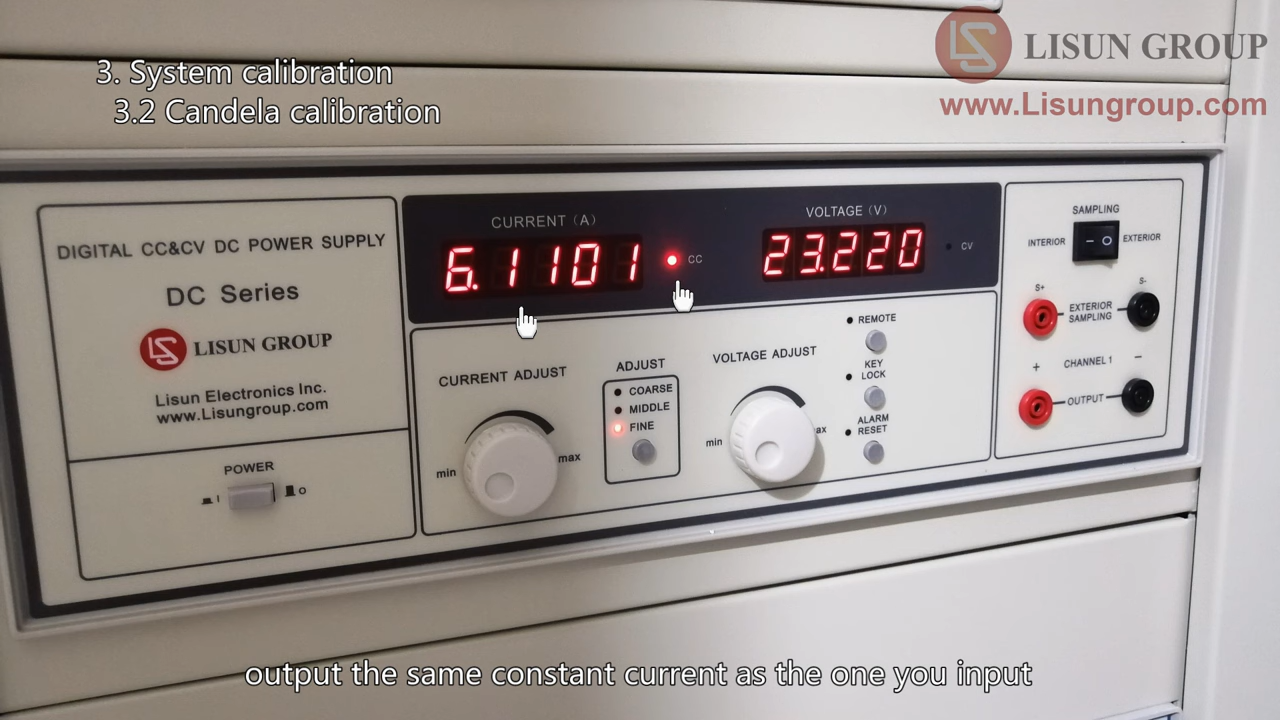 3. System calibration
3.2 Candela calibration
LISUN GROUP
www.Lisungroup.com
DIGITAL CC&CV DC POWER SUPPLY
DC Series
LS LISUN GROUP
Lisun Electronics Inc.
www.Lisungroup.com
POWER
I
O
CURRENT (A)
6.1101
CC
VOLTAGE (V)
23.220
CV
CURRENT ADJUST
min
max
ADJUST
COARSE
MIDDLE
FINE
VOLTAGE ADJUST
min
ax
REMOTE
KEY
LOCK
ALARM
RESET
SAMPLING
INTERIOR
EXTERIOR
S+
S-
EXTERIOR
SAMPLING
+
CHANNEL 1
-
OUTPUT
output the same constant current as the one you input